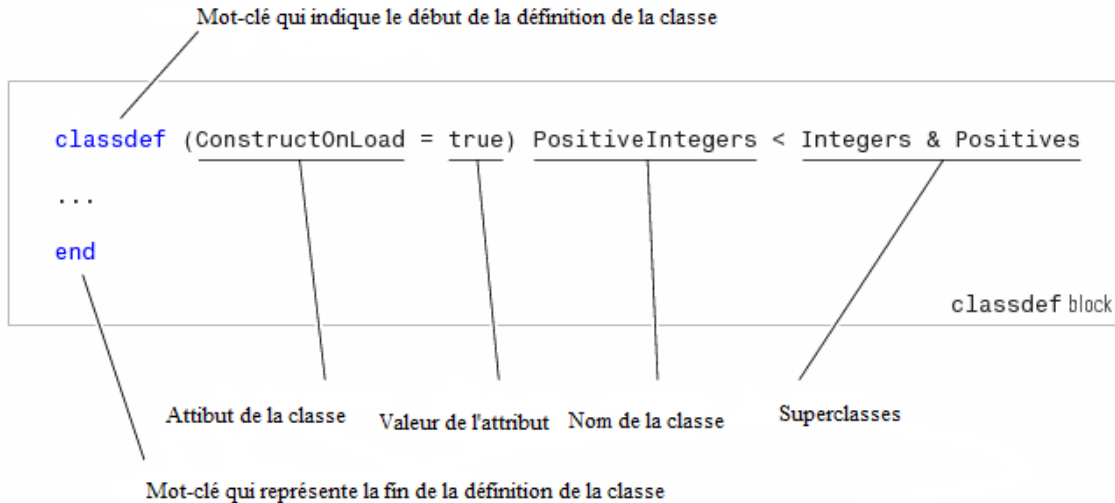 Mot-clé qui indique le début de la définition de la classe
classdef (ConstructOnLoad = true) PositiveIntegers < Integers & Positives
...
end
classdef block
Attibut de la classe
Valeur de l'attribut
Nom de la classe
Superclasses
Mot-clé qui représente la fin de la définition de la classe